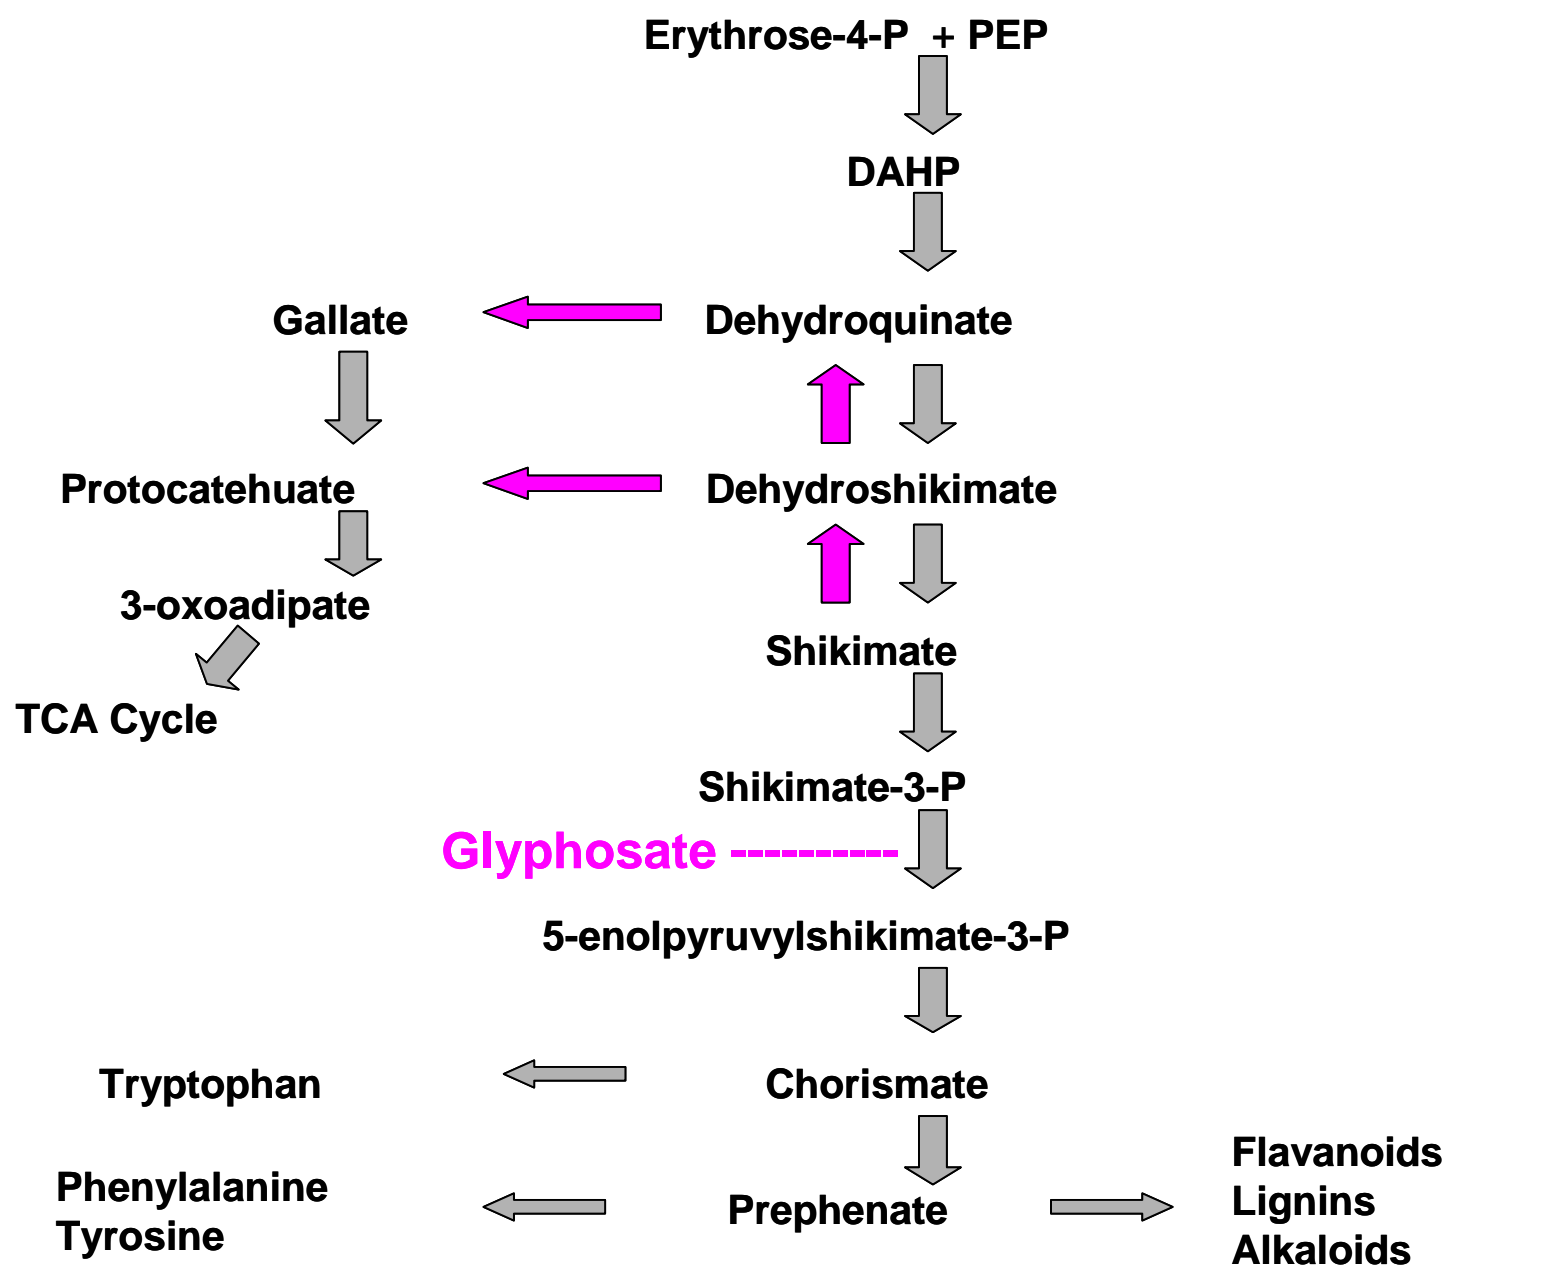 Erythrose-4-P + PEP
DAHP
Gallate
Dehydroquinate
Protocatehuate
Dehydroshikimate
3-oxoadipate
Shikimate
TCA Cycle
Shikimate-3-P
Glyphosate ----------
5-enolpyruvylshikimate-3-P
Tryptophan
Chorismate
Phenylalanine
Tyrosine
Prephenate
Flavanoids
Lignins
Alkaloids